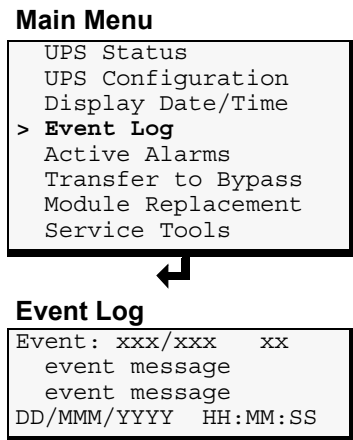 Main Menu
UPS Status
UPS Configuration
Display Date/Time
> Event Log
Active Alarms
Transfer to Bypass
Module Replacement
Service Tools
Event Log
Event: xxx/xxx xx
event message
event message
DD/MMM/YYYY HH:MM:SS